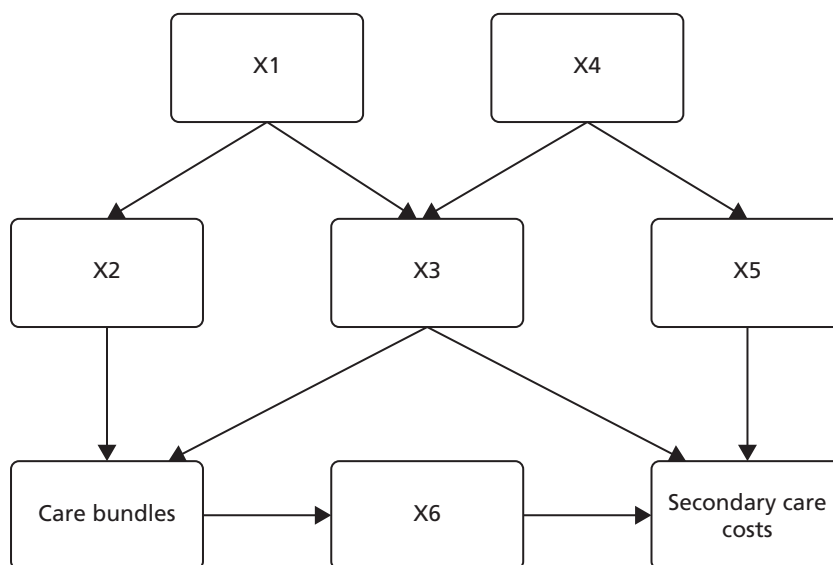 X1
X4
X2
X3
X5
Care bundles
X6
Secondary care
costs